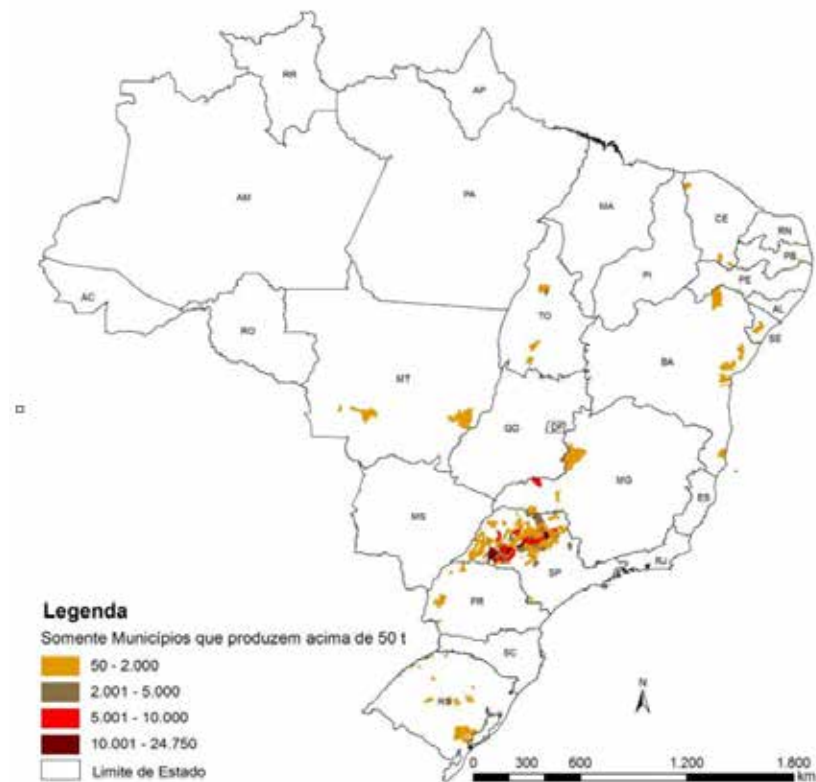 RR
AP
AM
PA
MA
CE
RN
PB
PE
PI
AC
TO
AL
SE
RO
BA
MT
GO
DF
MG
MS
ES
SP
RJ
PR
SC
RS
Legenda
Somente Municípios que produzem acima de 50 t
50 - 2.000
2.001 - 5.000
5.001 - 10.000
10.001 - 24.750
Limite de Estado
N
0 300 600 1.200 1.800
km